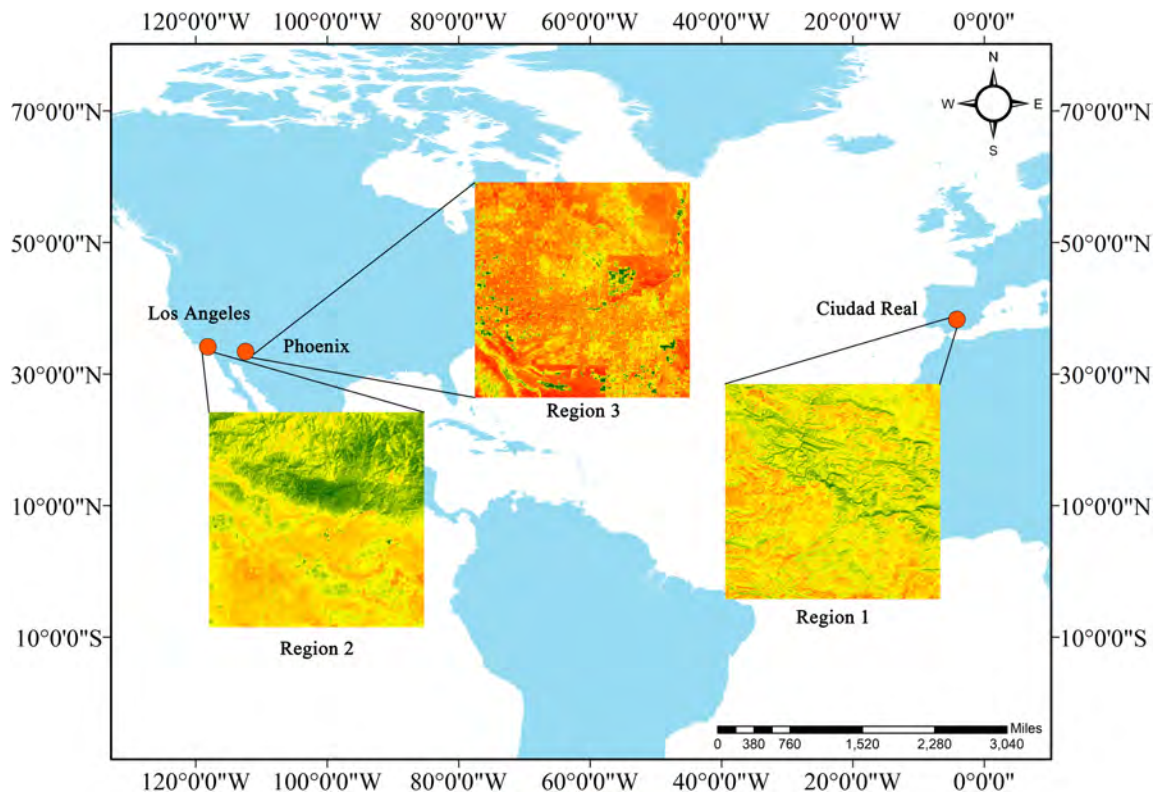 120°0'0"W 100°0'0"W 80°0'0"W 60°0'0"W 40°0'0"W 20°0'0"W 0°0'0"
N
W E
S
70°0'0"N 70°0'0"N
50°0'0"N 50°0'0"N
Los Angeles
Phoenix
Ciudad Real
30°0'0"N 30°0'0"N
Region 3
10°0'0"N 10°0'0"N
Region 1
10°0'0"S 10°0'0"S
Region 2
Miles
0 380 760 1,520 2,280 3,040
120°0'0"W 100°0'0"W 80°0'0"W 60°0'0"W 40°0'0"W 20°0'0"W 0°0'0"